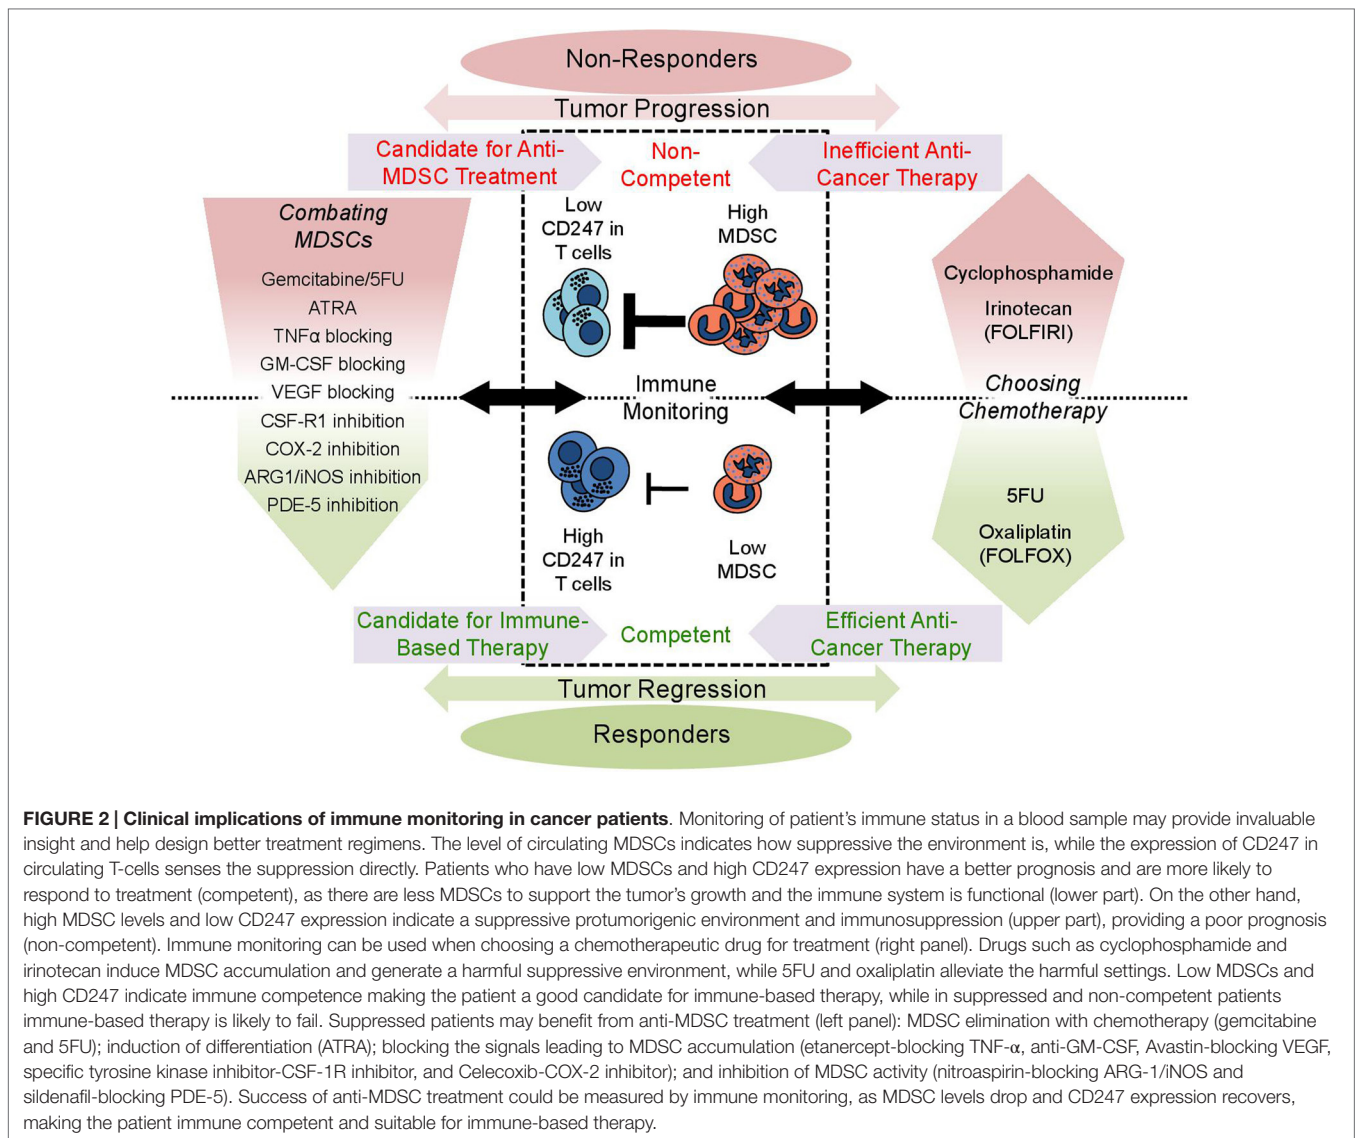 Non-Responders
Tumor Progression
Candidate for Anti-
MDSC Treatment
Non-
Competent
Inefficient Anti-
Cancer Therapy
Combating
MDSCs
Gemcitabine/5FU
ATRA
TNFα blocking
GM-CSF blocking
VEGF blocking
CSF-R1 inhibition
COX-2 inhibition
ARG1/iNOS inhibition
PDE-5 inhibition
Low
CD247 in
T cells
High
MDSC
Immune
Monitoring
High
CD247 in
T cells
Low
MDSC
Cyclophosphamide
Irinotecan
(FOLFIRI)
Choosing
Chemotherapy
5FU
Oxaliplatin
(FOLFOX)
Candidate for Immune-
Based Therapy
Competent
Efficient Anti-
Cancer Therapy
Tumor Regression
Responders
FIGURE 2 | Clinical implications of immune monitoring in cancer patients. Monitoring of patient's immune status in a blood sample may provide invaluable
insight and help design better treatment regimens. The level of circulating MDSCs indicates how suppressive the environment is, while the expression of CD247 in
circulating T-cells senses the suppression directly. Patients who have low MDSCs and high CD247 expression have a better prognosis and are more likely to
respond to treatment (competent), as there are less MDSCs to support the tumor's growth and the immune system is functional (lower part). On the other hand,
high MDSC levels and low CD247 expression indicate a suppressive protumorigenic environment and immunosuppression (upper part), providing a poor prognosis
(non-competent). Immune monitoring can be used when choosing a chemotherapeutic drug for treatment (right panel). Drugs such as cyclophosphamide and
irinotecan induce MDSC accumulation and generate a harmful suppressive environment, while 5FU and oxaliplatin alleviate the harmful settings. Low MDSCs and
high CD247 indicate immune competence making the patient a good candidate for immune-based therapy, while in suppressed and non-competent patients
immune-based therapy is likely to fail. Suppressed patients may benefit from anti-MDSC treatment (left panel): MDSC elimination with chemotherapy (gemcitabine
and 5FU); induction of differentiation (ATRA); blocking the signals leading to MDSC accumulation (etanercept-blocking TNF-α, anti-GM-CSF, Avastin-blocking VEGF,
specific tyrosine kinase inhibitor-CSF-1R inhibitor, and Celecoxib-COX-2 inhibitor); and inhibition of MDSC activity (nitroaspirin-blocking ARG-1/iNOS and
sildenafil-blocking PDE-5). Success of anti-MDSC treatment could be measured by immune monitoring, as MDSC levels drop and CD247 expression recovers,
making the patient immune competent and suitable for immune-based therapy.